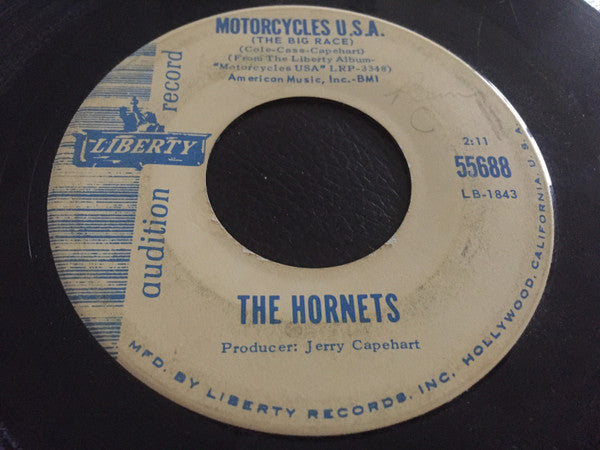 MOTORCYCLES U.S.A.
(THE BIG RACE)
(Cole-Cass-Capehart)
(From The Liberty Album-
"Motorcycles USA" LRP-3348)
American Music, Inc.-BMI
LIBERTY
audition record
2:11
55688
LB-1843
THE HORNETS
Producer: Jerry Capehart
MFD. BY LIBERTY RECORDS, INC. HOLLYWOOD, CALIFORNIA, U.S.A.